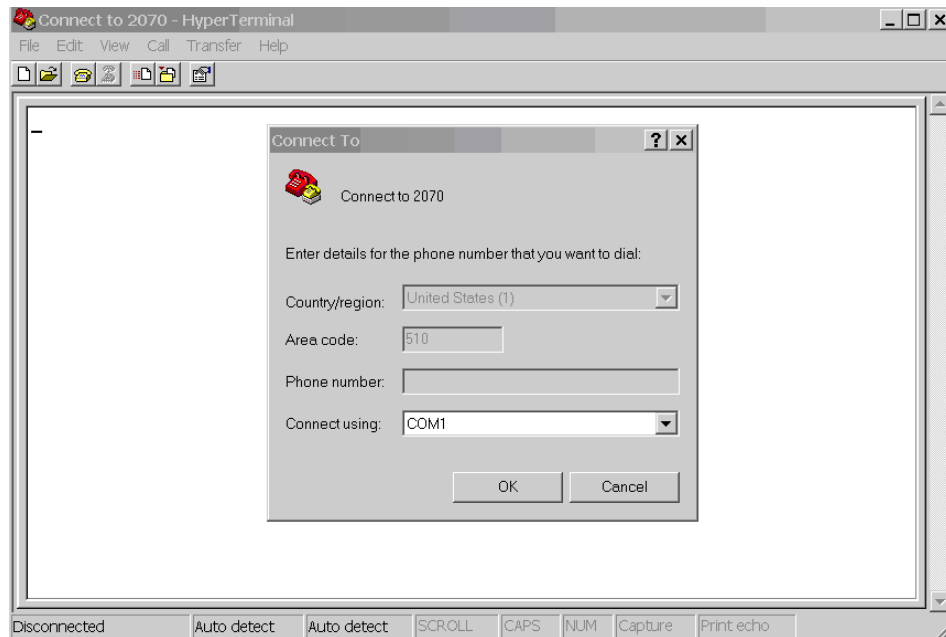 Connect to 2070 - HyperTerminal
File Edit View Call Transfer Help
Connect To
?
Connect to 2070
Enter details for the phone number that you want to dial:
Country/region: United States (1)
Area code: 510
Phone number:
Connect using: COM1
OK Cancel
Disconnected Auto detect Auto detect SCROLL CAPS NUM Capture Print echo